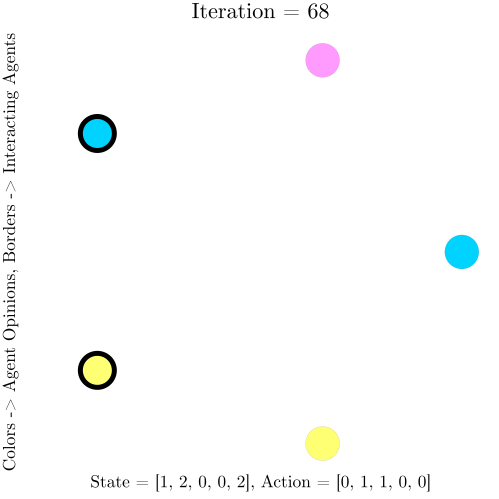 Iteration = 68
Colors -> Agent Opinions, Borders -> Interacting Agents
State = [1, 2, 0, 0, 2], Action = [0, 1, 1, 0, 0]